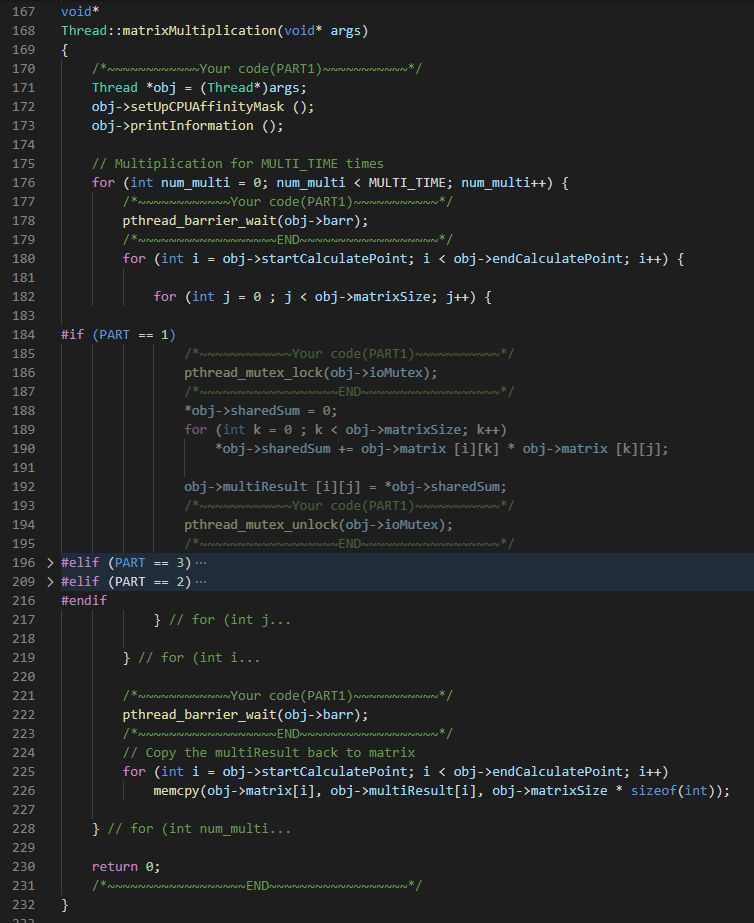 167 void*
168 Thread::matrixMultiplication(void* args)
169 {
170     /*~~~~~~~~~~~~Your code(PART1)~~~~~~~~~~~*/
171     Thread *obj = (Thread*)args;
172     obj->setUpCPUAffinityMask ();
173     obj->printInformation ();
174
175     // Multiplication for MULTI_TIME times
176     for (int num_multi = 0; num_multi < MULTI_TIME; num_multi++) {
177         /*~~~~~~~~~~~~Your code(PART1)~~~~~~~~~~~*/
178         pthread_barrier_wait(obj->barr);
179         /*~~~~~~~~~~~~~~~~~~END~~~~~~~~~~~~~~~~~~*/
180         for (int i = obj->startCalculatePoint; i < obj->endCalculatePoint; i++) {
181
182             for (int j = 0 ; j < obj->matrixSize; j++) {
183
184 #if (PART == 1)
185                 /*~~~~~~~~~~~~Your code(PART1)~~~~~~~~~~~*/
186                 pthread_mutex_lock(obj->ioMutex);
187                 /*~~~~~~~~~~~~~~~~~~END~~~~~~~~~~~~~~~~~~*/
188                 *obj->sharedSum = 0;
189                 for (int k = 0 ; k < obj->matrixSize; k++)
190                     *obj->sharedSum += obj->matrix [i][k] * obj->matrix [k][j];
191
192                 obj->multiResult [i][j] = *obj->sharedSum;
193                 /*~~~~~~~~~~~~Your code(PART1)~~~~~~~~~~~*/
194                 pthread_mutex_unlock(obj->ioMutex);
195                 /*~~~~~~~~~~~~~~~~~~END~~~~~~~~~~~~~~~~~~*/
196 > #elif (PART == 3) ···
209 > #elif (PART == 2) ···
216 #endif
217             } // for (int j...
218
219         } // for (int i...
220
221         /*~~~~~~~~~~~~Your code(PART1)~~~~~~~~~~~*/
222         pthread_barrier_wait(obj->barr);
223         /*~~~~~~~~~~~~~~~~~~END~~~~~~~~~~~~~~~~~~*/
224         // Copy the multiResult back to matrix
225         for (int i = obj->startCalculatePoint; i < obj->endCalculatePoint; i++)
226             memcpy(obj->matrix[i], obj->multiResult[i], obj->matrixSize * sizeof(int));
227
228     } // for (int num_multi...
229
230     return 0;
231     /*~~~~~~~~~~~~~~~~~~END~~~~~~~~~~~~~~~~~~*/
232 }